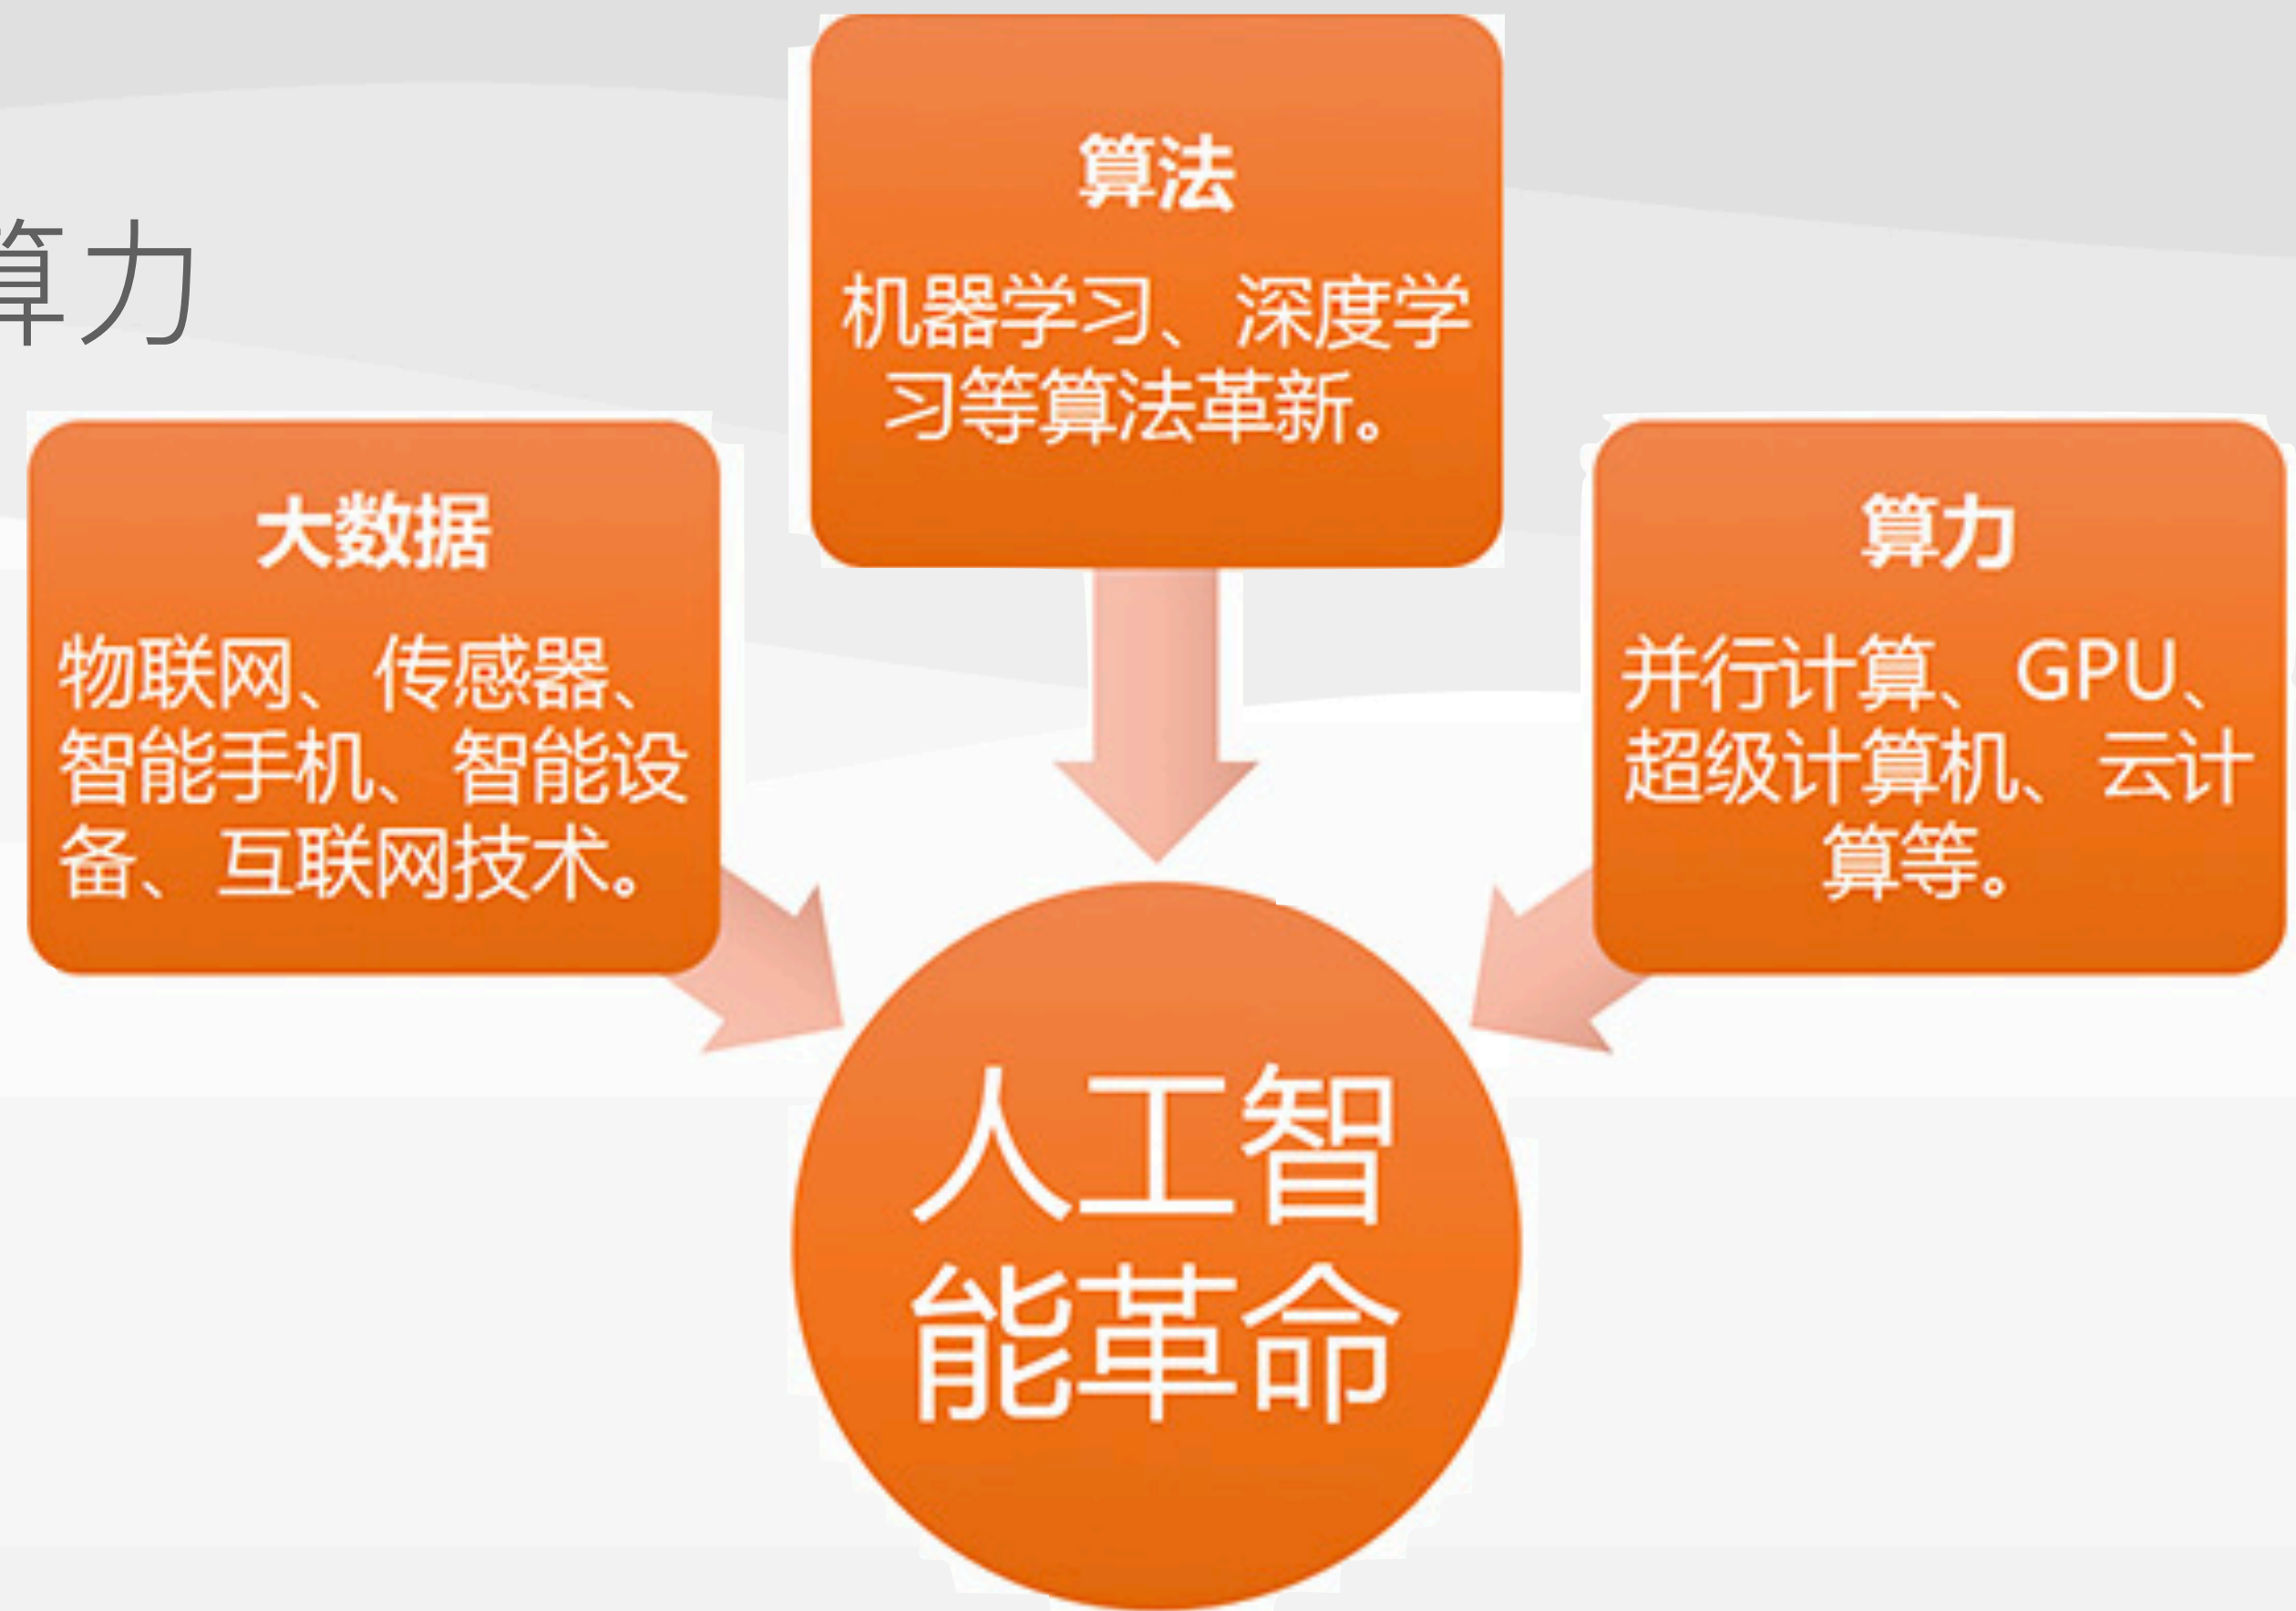 算力
算法
机器学习、深度学
习等算法革新。
大数据
物联网、传感器、
智能手机、智能设
备、互联网技术。
算力
并行计算、GPU、
超级计算机、云计
算等。
人工智
能革命